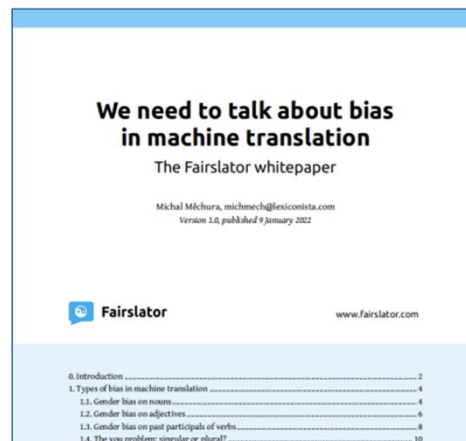 We need to talk about bias
in machine translation
The Fairslator whitepaper
Michal Měchura, michmech@lexiconista.com
Version 1.0, published 9 January 2022
Fairslator
www.fairslator.com
0. Introduction 2
1. Types of bias in machine translation 4
1.1. Gender bias on nouns 4
1.2. Gender bias on adjectives 6
1.3. Gender bias on past participals of verbs 8
1.4. The you problem: singular or plural? 10